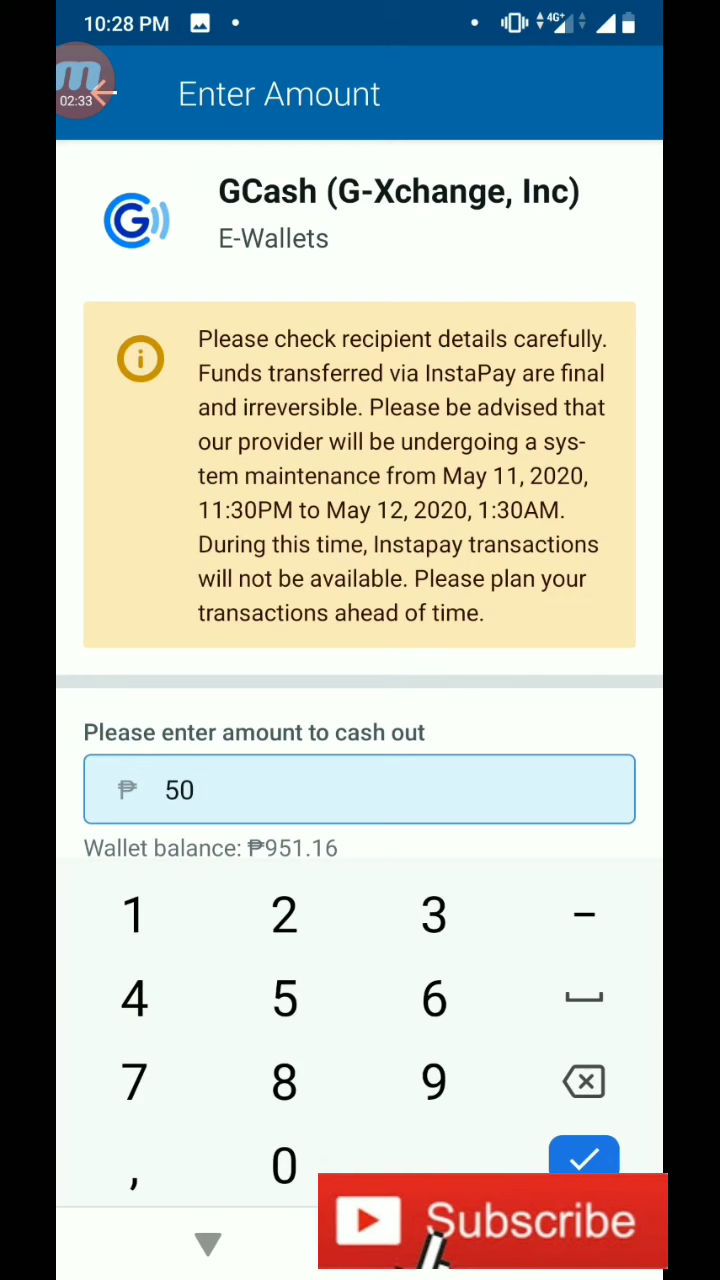 10:28 PM
4G+
m
02:33
Enter Amount
G
GCash (G-Xchange, Inc)
E-Wallets
Please check recipient details carefully.
Funds transferred via InstaPay are final
and irreversible. Please be advised that
our provider will be undergoing a sys-
tem maintenance from May 11, 2020,
11:30PM to May 12, 2020, 1:30AM.
During this time, Instapay transactions
will not be available. Please plan your
transactions ahead of time.
Please enter amount to cash out
₱ 50
Wallet balance: ₱951.16
1 2 3 –
4 5 6
7 8 9
, 0
Subscribe